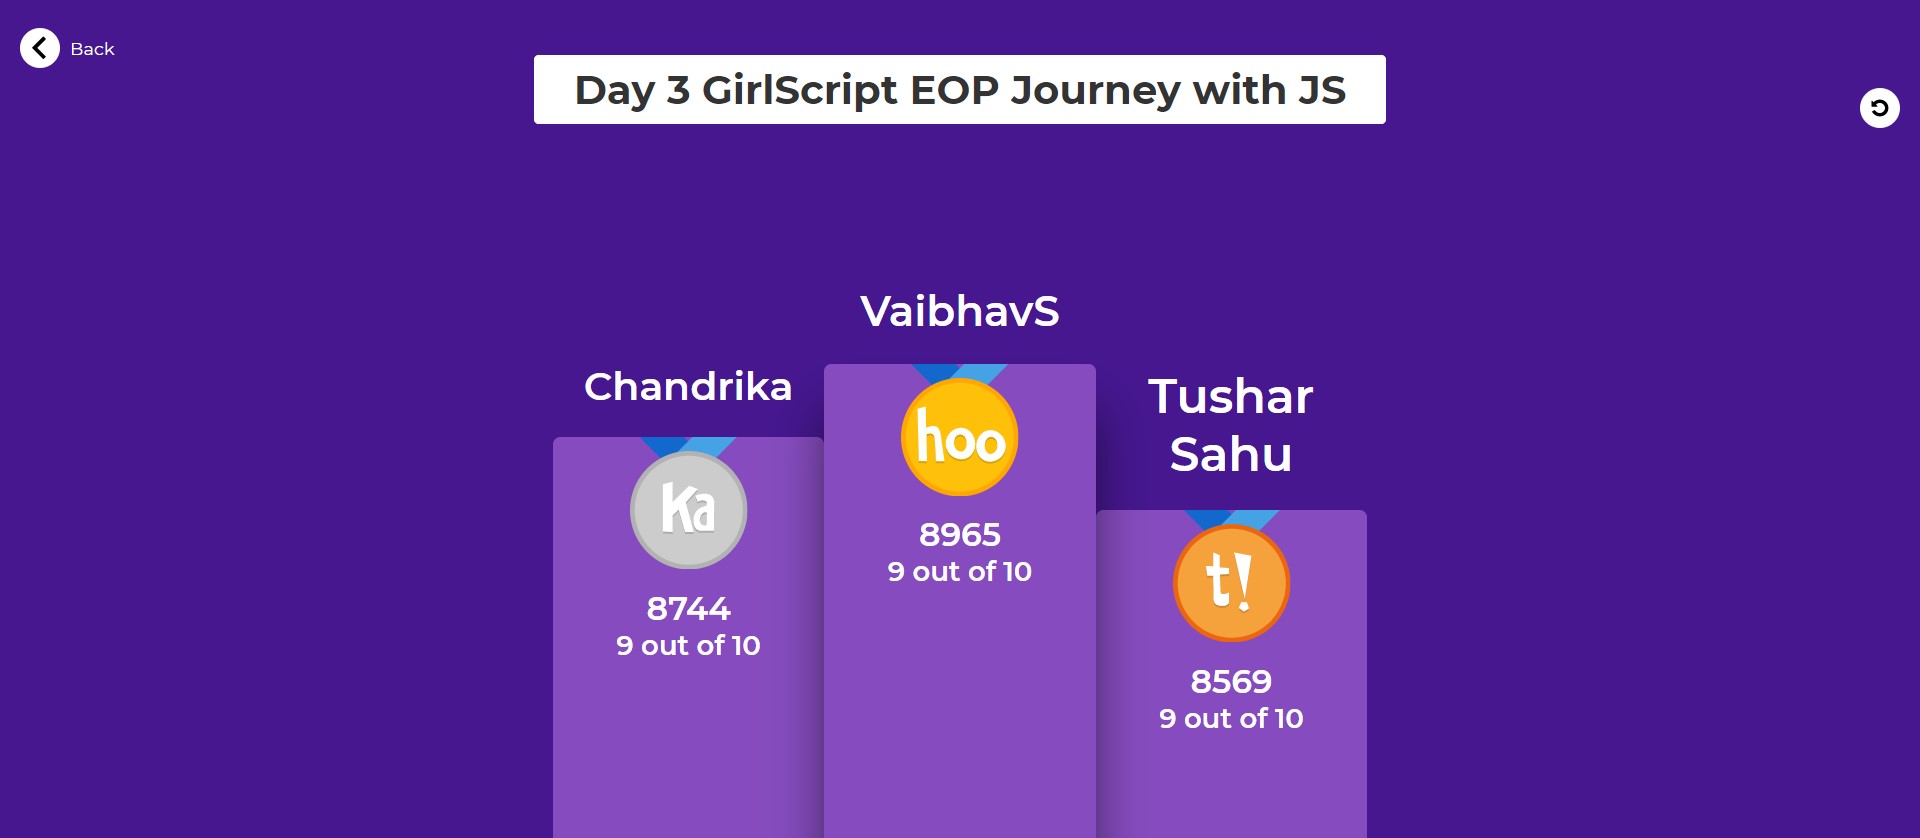 Back
Day 3 GirlScript EOP Journey with JS
VaibhavS
Chandrika
Tushar
Sahu
hoo
Ka
t!
8965
9 out of 10
8744
9 out of 10
8569
9 out of 10